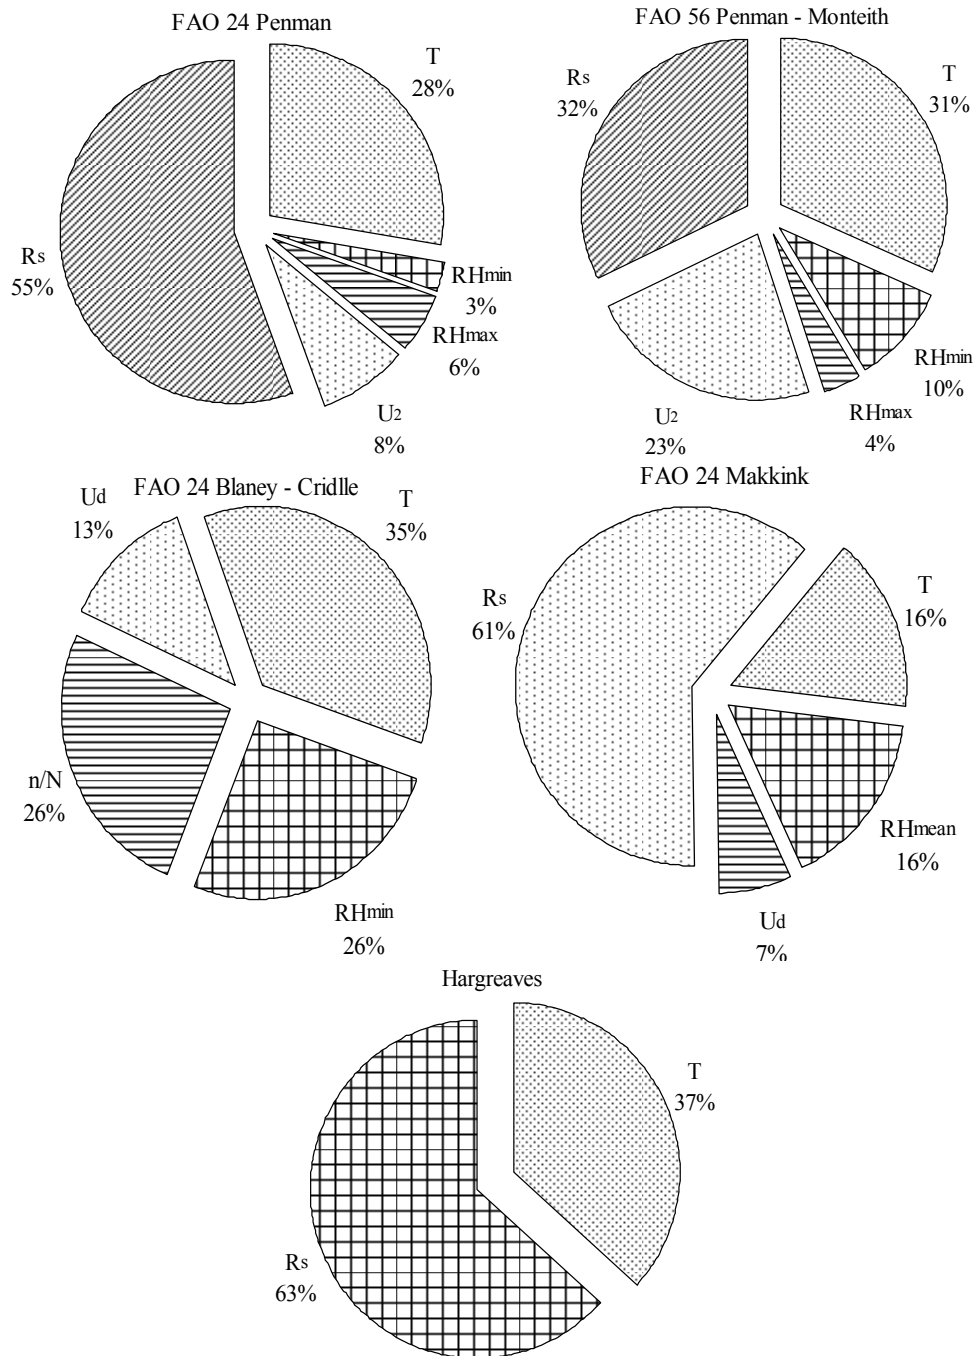 FAO 24 Penman
T
28%
RHmin
3%
RHmax
6%
U2
8%
Rs
55%
FAO 56 Penman - Monteith
T
31%
RHmin
10%
RHmax
4%
U2
23%
Rs
32%
FAO 24 Blaney - Cridlle
T
35%
RHmin
26%
n/N
26%
Ud
13%
FAO 24 Makkink
T
16%
RHmean
16%
Ud
7%
Rs
61%
Hargreaves
T
37%
Rs
63%